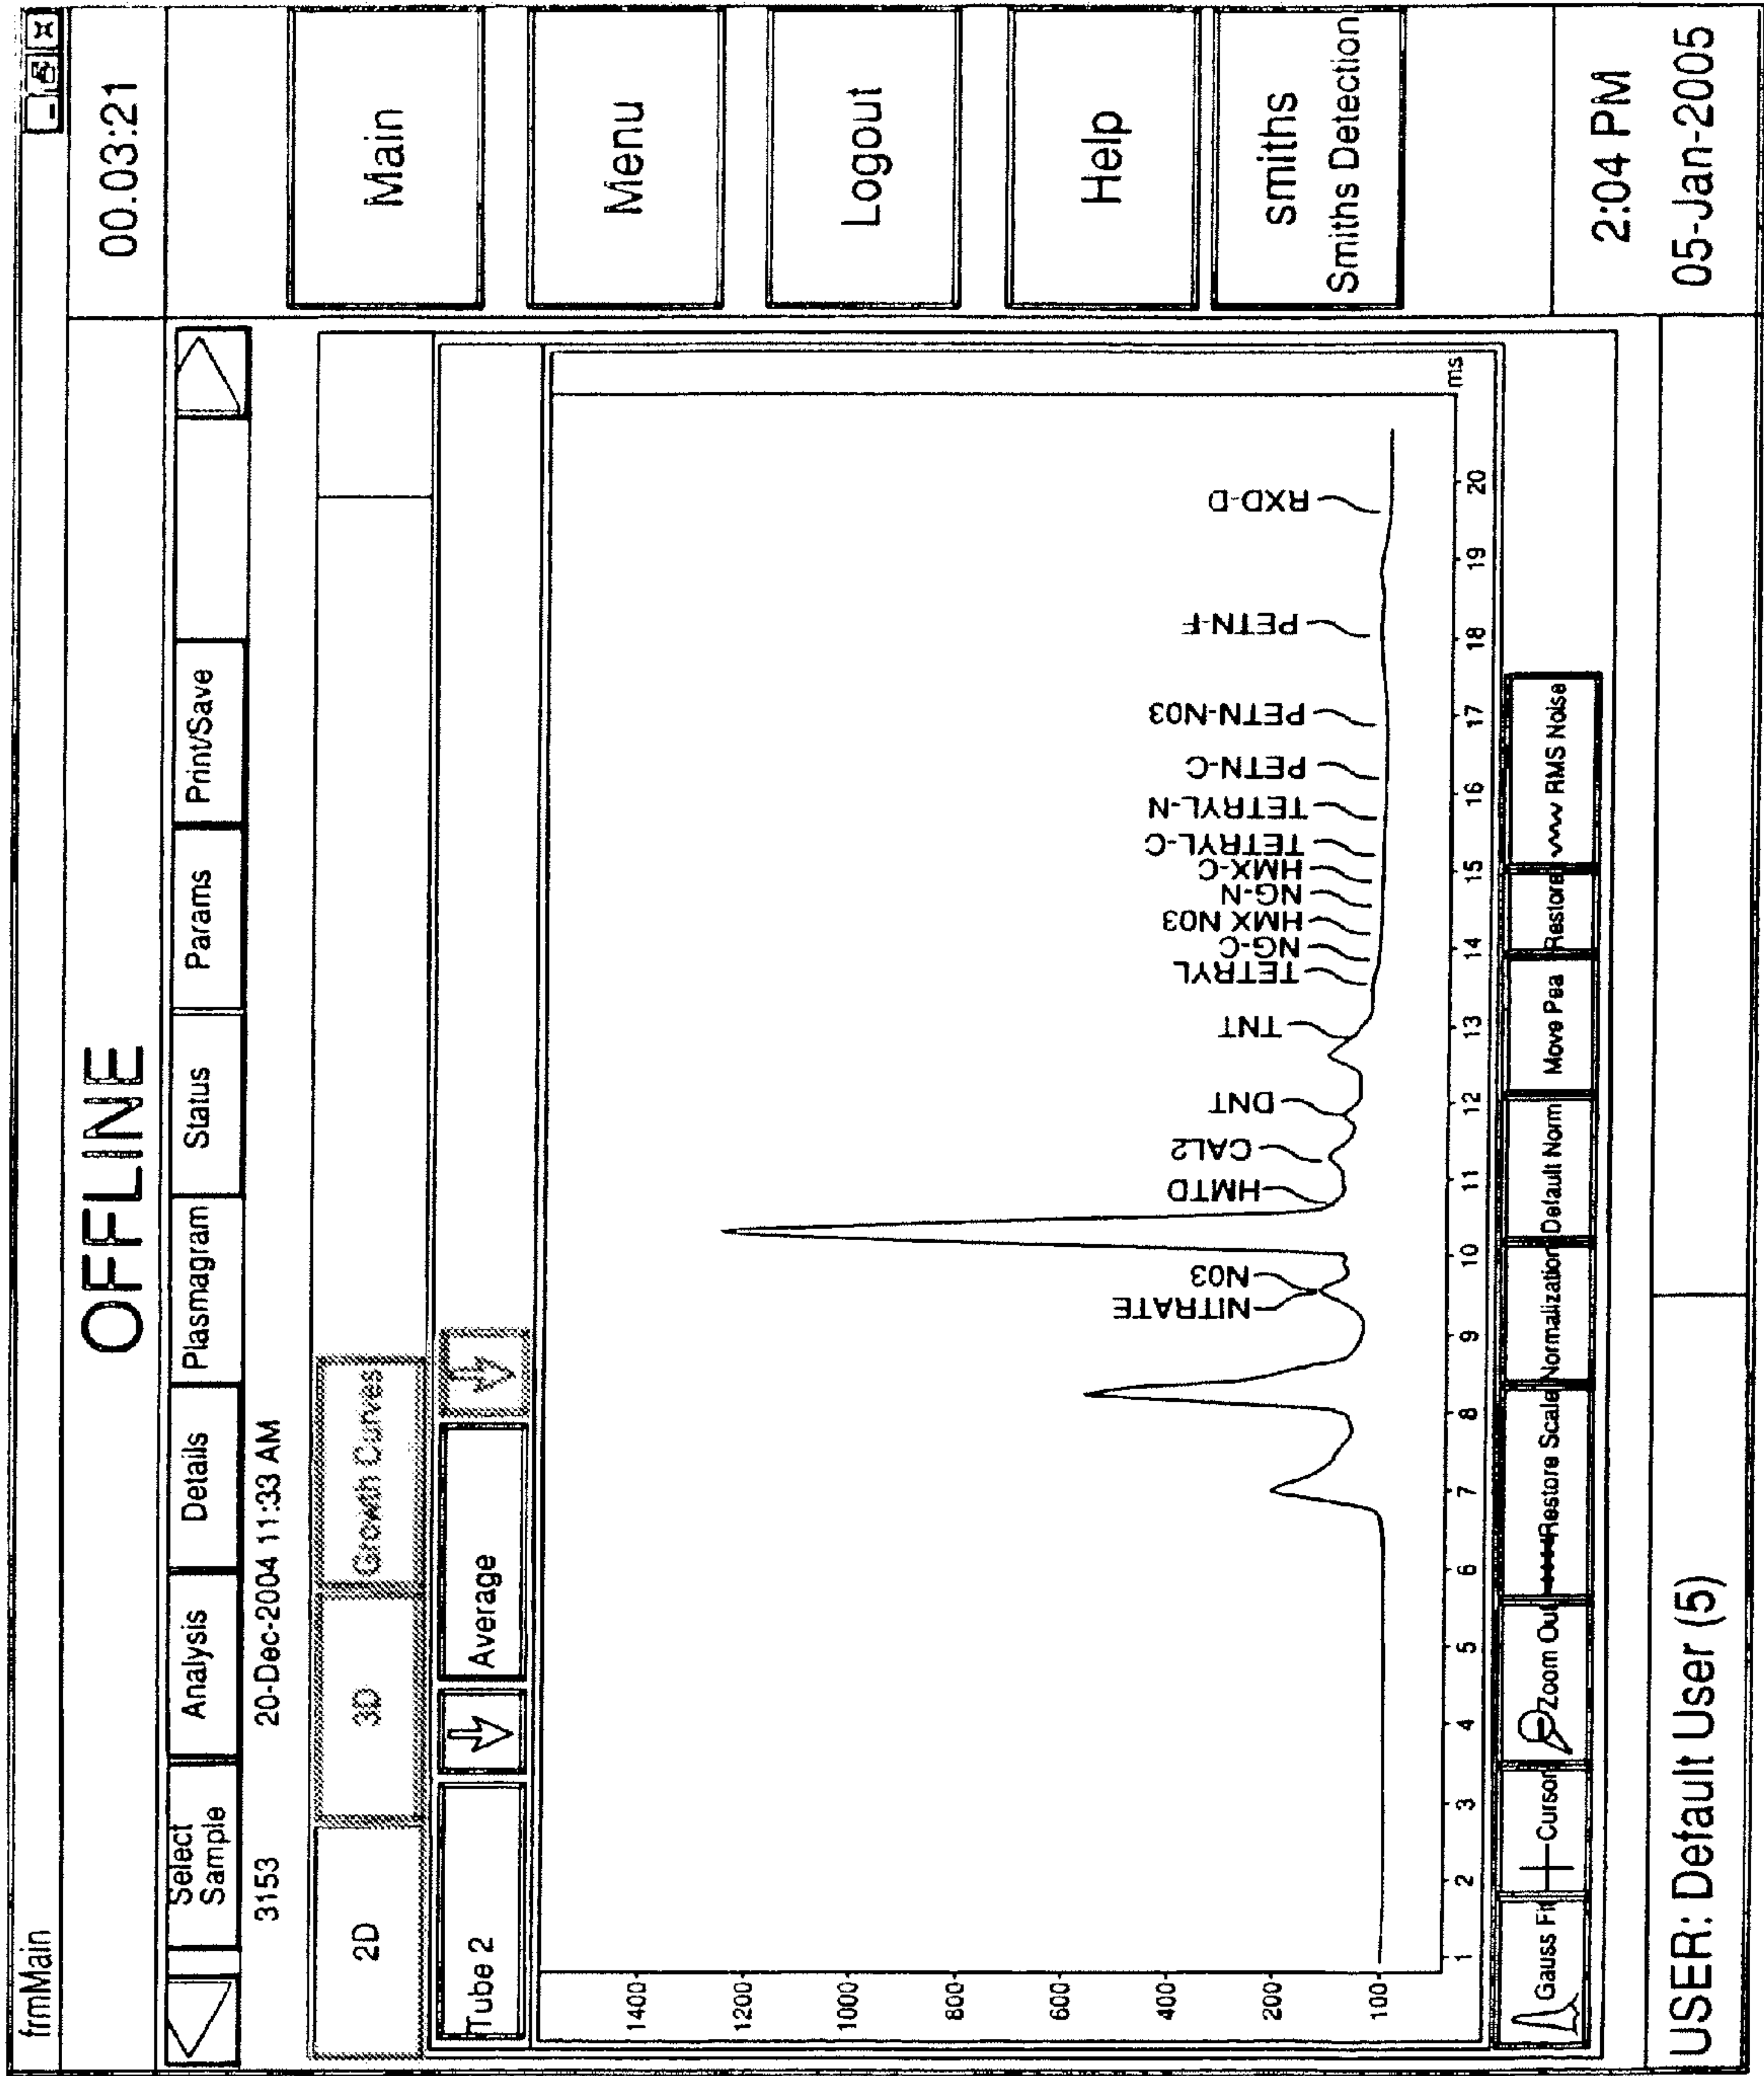 frmMain
OFFLINE
00.03:21
Select
Sample
Analysis
Details
Plasmagram
Status
Params
Print/Save
3153
20-Dec-2004 11:33 AM
2D
3D
Growth Curves
Tube 2
Average
Main
Menu
Logout
Help
smiths
Smiths Detection
1400
1200
1000
800
600
400
200
100
NITRATE
N03
HMTD
CAL2
DNT
TNT
TETRYL
NG-C
HMX N03
NG-N
HMX-C
TETRYL-C
TETRYL-N
PETN-C
PETN-N03
PETN-F
RXD-D
1 2 3 4 5 6 7 8 9 10 11 12 13 14 15 16 17 18 19 20
ms
Gauss Fit
Cursor
Zoom Out
Restore Scale
Normalization
Default Norm
Move Pea
Restore
RMS Noise
USER: Default User (5)
2:04 PM
05-Jan-2005